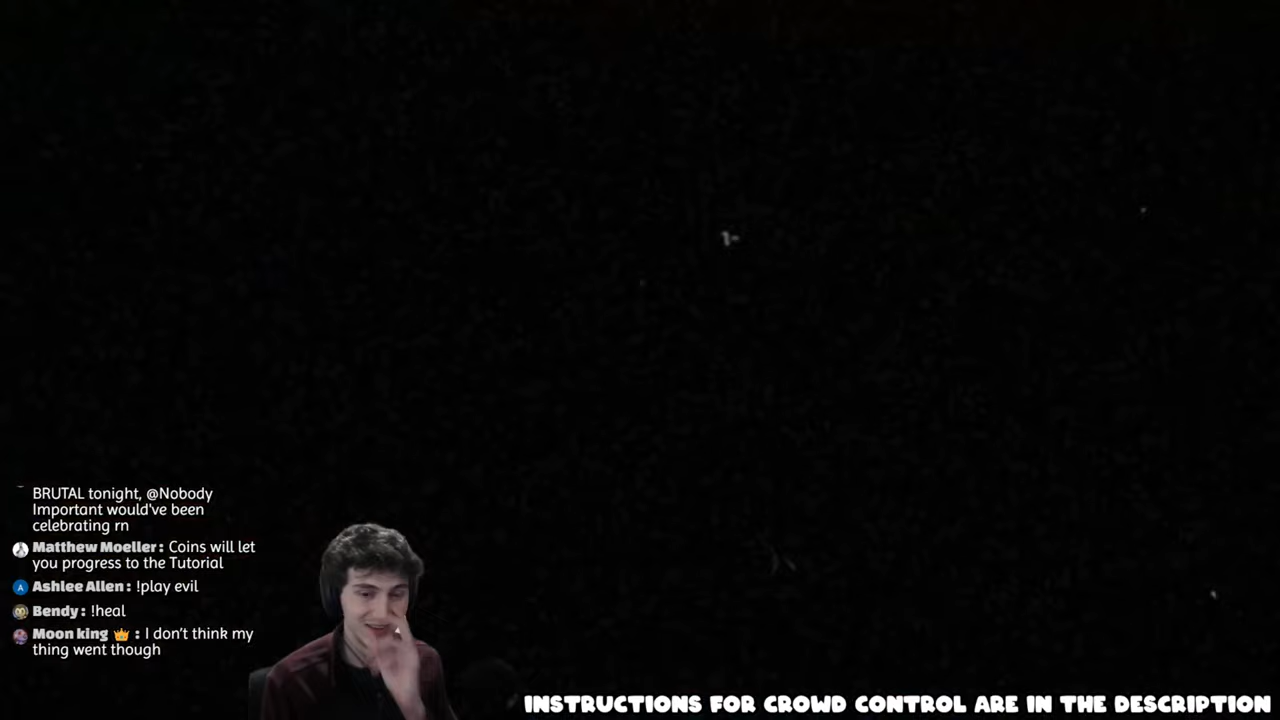 BRUTAL tonight, @Nobody
Important would've been
celebrating rn
Matthew Moeller : Coins will let
you progress to the Tutorial
A Ashlee Allen : !play evil
Bendy : !heal
Moon king 👑 : I don't think my
thing went though
INSTRUCTIONS FOR CROWD CONTROL ARE IN THE DESCRIPTION